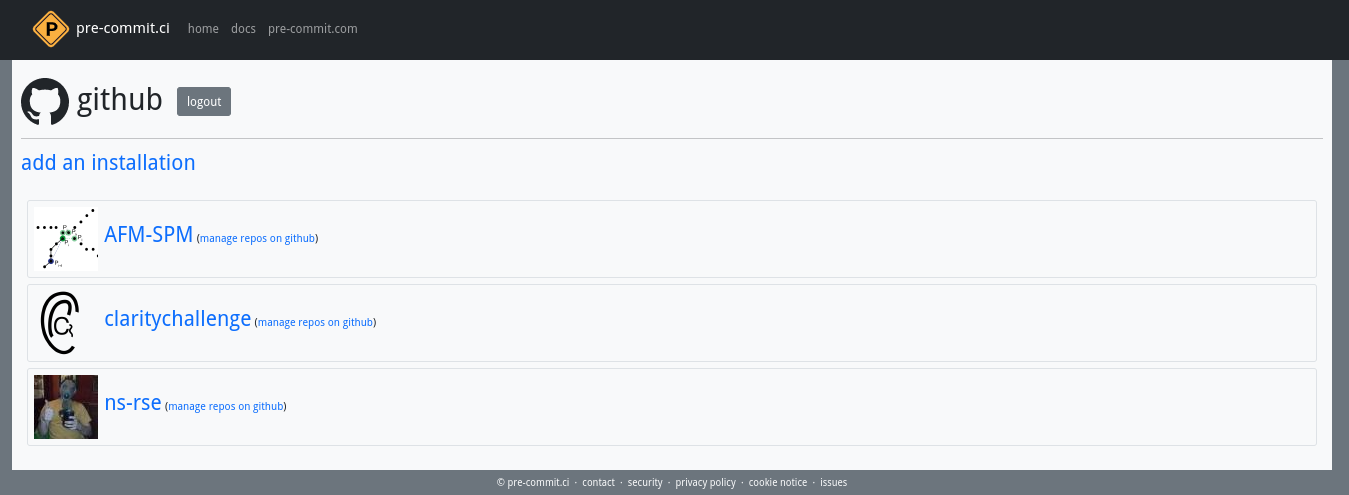 P pre-commit.ci home docs pre-commit.com
github logout
add an installation
AFM-SPM (manage repos on github)
claritychallenge (manage repos on github)
ns-rse (manage repos on github)
© pre-commit.ci · contact · security · privacy policy · cookie notice · issues